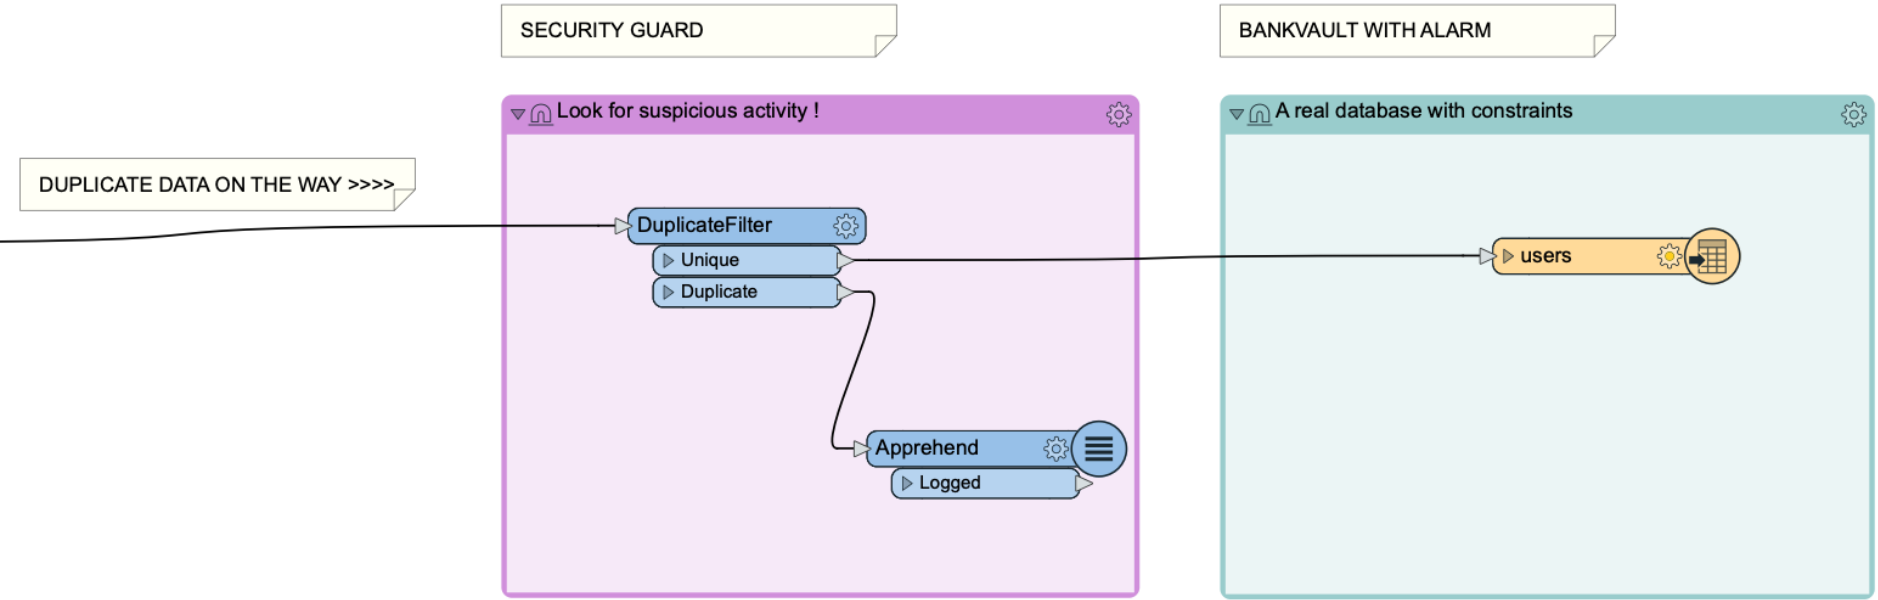 SECURITY GUARD
BANKVAULT WITH ALARM
Look for suspicious activity !
A real database with constraints
DUPLICATE DATA ON THE WAY >>>>
DuplicateFilter
Unique
Duplicate
users
Apprehend
Logged